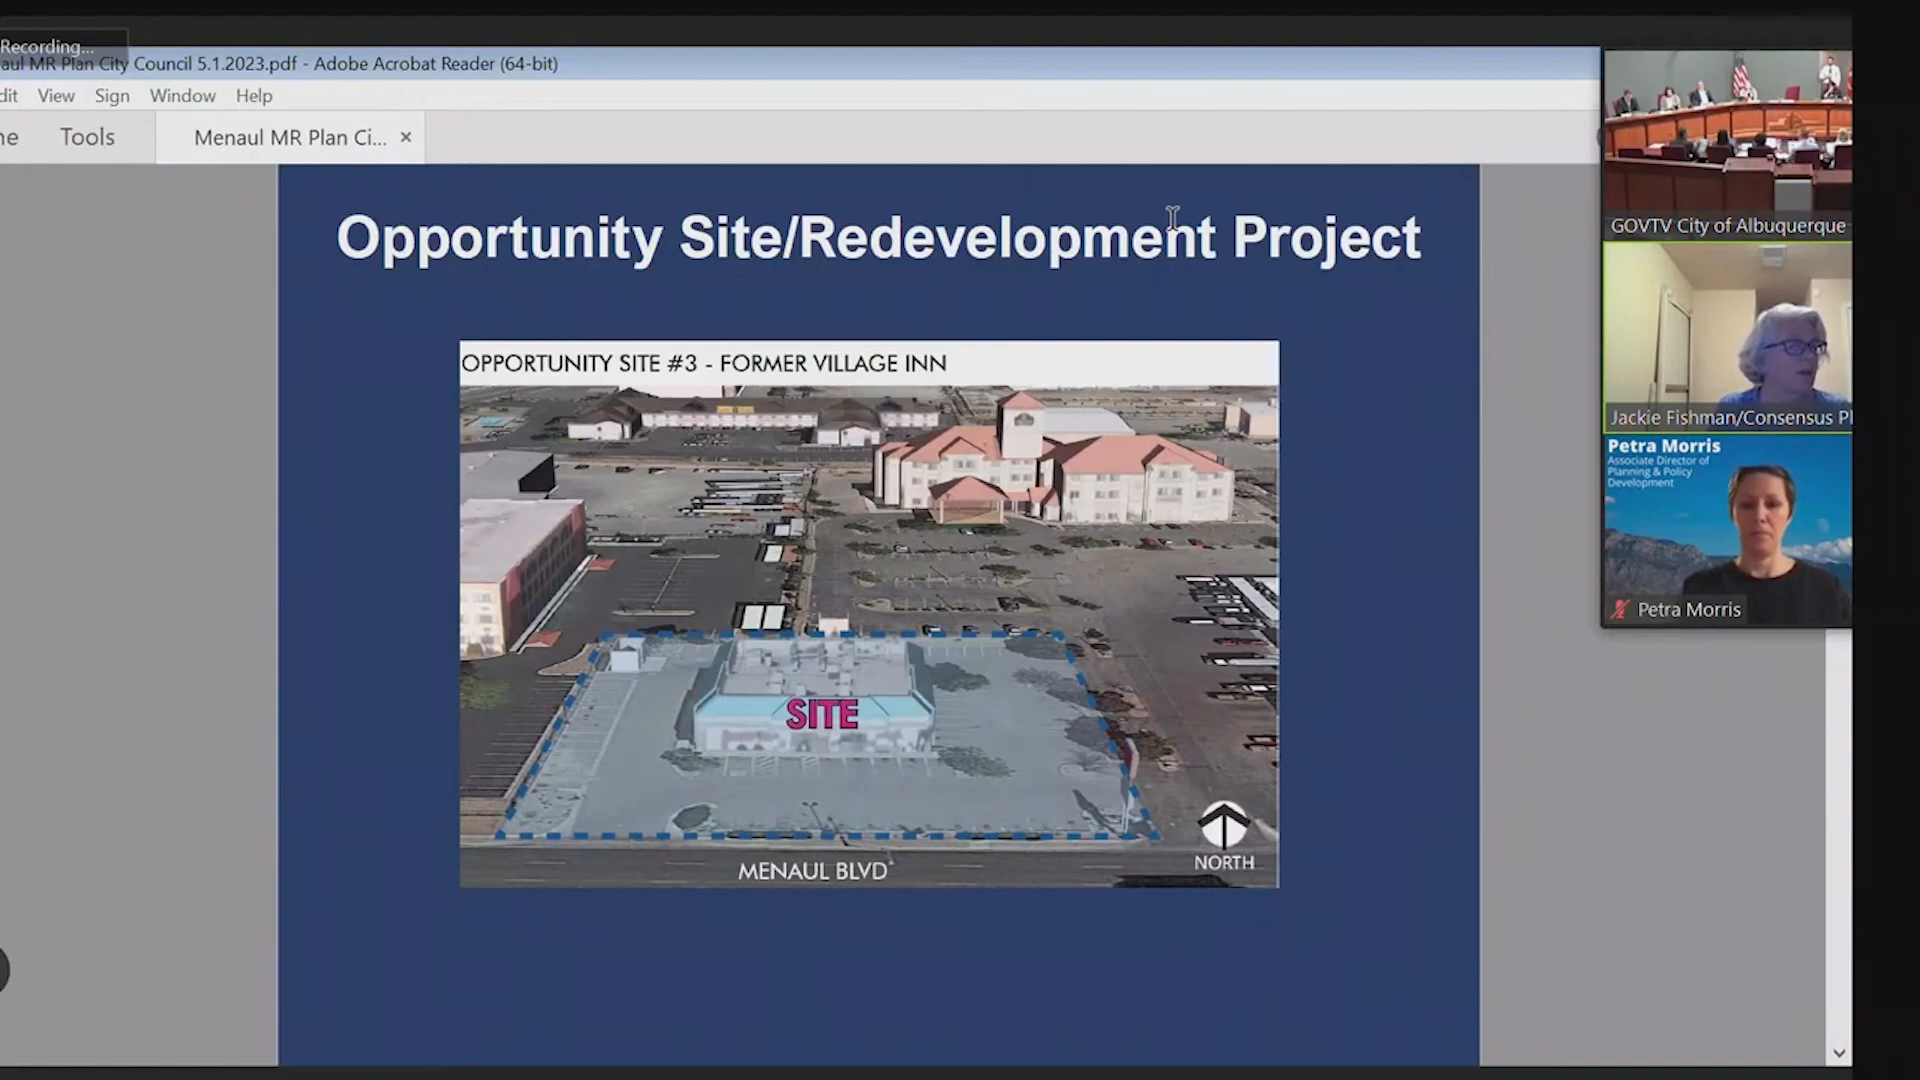 Recording...
aul MR Plan City Council 5.1.2023.pdf - Adobe Acrobat Reader (64-bit)
dit View Sign Window Help
ne Tools Menaul MR Plan Ci... ×
Opportunity Site/Redevelopment Project
OPPORTUNITY SITE #3 - FORMER VILLAGE INN
SITE
MENAUL BLVD
NORTH
GOVTV City of Albuquerque
Jackie Fishman/Consensus Pl
Petra Morris
Associate Director of
Planning & Policy
Development
Petra Morris